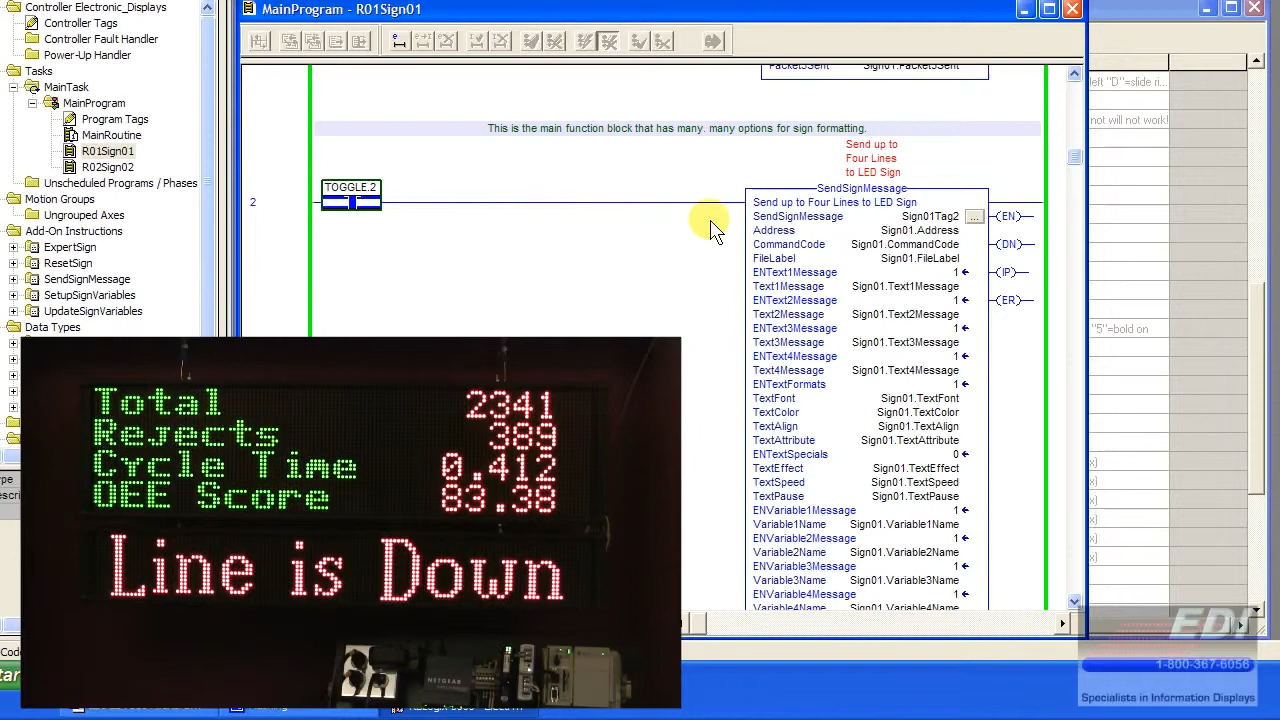 Controller Electronic_Displays
Controller Tags
Controller Fault Handler
Power-Up Handler
Tasks
MainTask
MainProgram
Program Tags
MainRoutine
R01Sign01
R02Sign02
Unscheduled Programs / Phases
Motion Groups
Ungrouped Axes
Add-On Instructions
ExpertSign
ResetSign
SendSignMessage
SetupSignVariables
UpdateSignVariables
Data Types
MainProgram - R01Sign01
This is the main function block that has many. many options for sign formatting.
Send up to
Four Lines
to LED Sign
TOGGLE.2
2
SendSignMessage
Send up to Four Lines to LED Sign
SendSignMessage Sign01Tag2 ...
Address Sign01.Address
CommandCode Sign01.CommandCode
FileLabel Sign01.FileLabel
ENText1Message 1
Text1Message Sign01.Text1Message
ENText2Message 1
Text2Message Sign01.Text2Message
ENText3Message 1
Text3Message Sign01.Text3Message
ENText4Message 1
Text4Message Sign01.Text4Message
ENTextFormats 1
TextFont Sign01.TextFont
TextColor Sign01.TextColor
TextAlign Sign01.TextAlign
TextAttribute Sign01.TextAttribute
ENTextSpecials 0
TextEffect Sign01.TextEffect
TextSpeed Sign01.TextSpeed
TextPause Sign01.TextPause
ENVariable1Message 1
Variable1Name Sign01.Variable1Name
ENVariable2Message 1
Variable2Name Sign01.Variable2Name
ENVariable3Message 1
Variable3Name Sign01.Variable3Name
ENVariable4Message 1
Variable4Name Sign01.Variable4Name
(EN)
(DN)
(IP)
(ER)
left "D"=slide ri...
not will not work!
"5"=bold on
Total 2341
Rejects 389
Cycle Time 0.412
OEE Score 83.38
Line is Down
NETGEAR
EDI
1-800-367-6056
Specialists in Information Displays